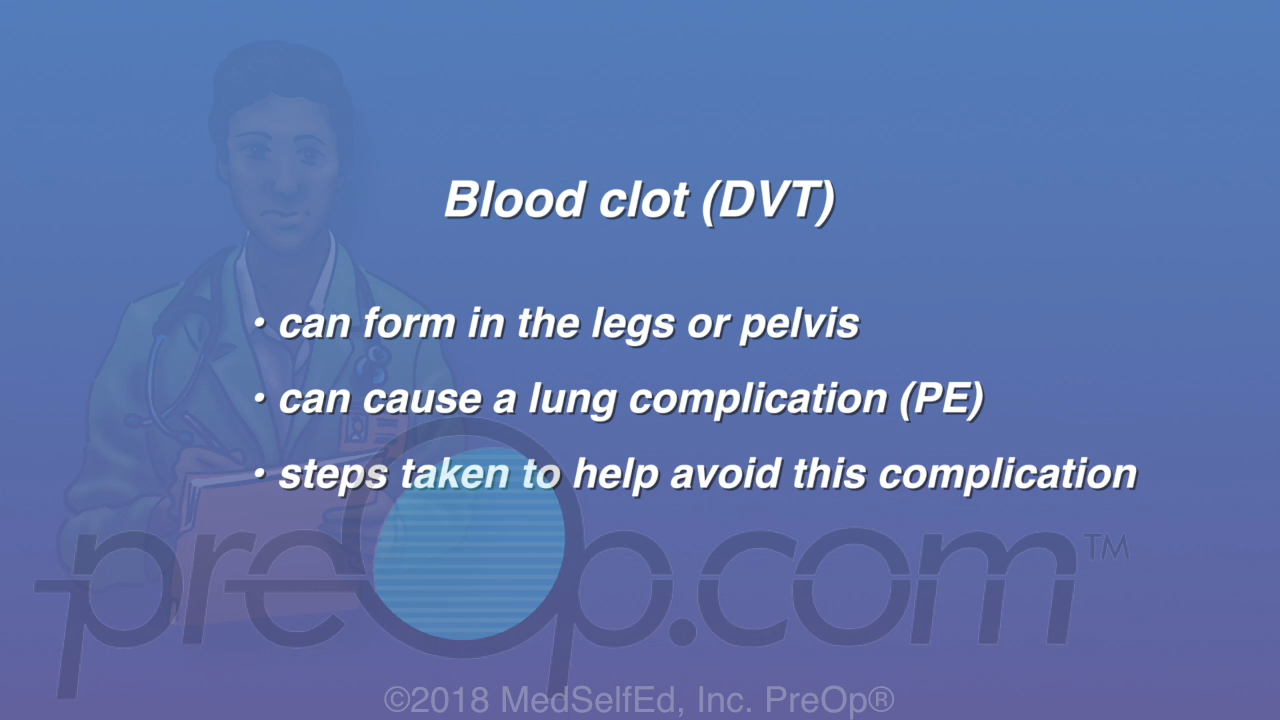 Blood clot (DVT)
• can form in the legs or pelvis
• can cause a lung complication (PE)
• steps taken to help avoid this complication
preOp.com™
©2018 MedSelfEd, Inc. PreOp®